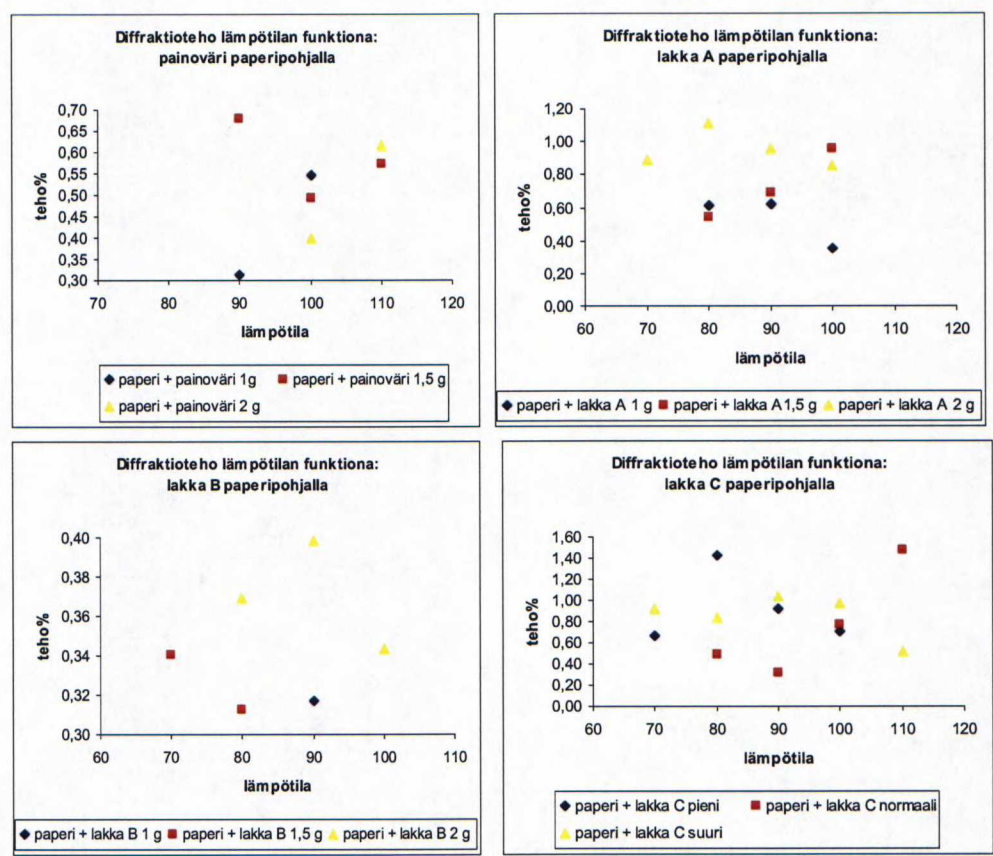 Diffraktioteho lämpötilan funktiona:
painoväri paperipohjalla
0,70
0,65
0,60
0,55
0,50
0,45
0,40
0,35
0,30
teho%
70 80 90 100 110 120
lämpötila
paperi + painoväri 1g paperi + painoväri 1,5 g
paperi + painoväri 2 g
Diffraktioteho lämpötilan funktiona:
lakka A paperipohjalla
1,20
1,00
0,80
0,60
0,40
0,20
0,00
teho%
60 70 80 90 100 110 120
lämpötila
paperi + lakka A 1 g paperi + lakka A 1,5 g paperi + lakka A 2 g
Diffraktioteho lämpötilan funktiona:
lakka B paperipohjalla
0,40
0,38
0,36
0,34
0,32
0,30
teho%
60 70 80 90 100 110
lämpötila
paperi + lakka B 1 g paperi + lakka B 1,5 g paperi + lakka B 2 g
Diffraktioteho lämpötilan funktiona:
lakka C paperipohjalla
1,60
1,40
1,20
1,00
0,80
0,60
0,40
0,20
0,00
teho%
60 70 80 90 100 110 120
lämpötila
paperi + lakka C pieni paperi + lakka C normaali
paperi + lakka C suuri